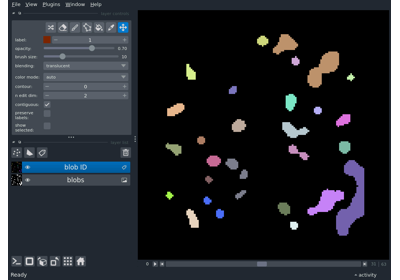 File View Plugins Window Help
label: 1
opacity: 0.70
brush size: 10
blending: translucent
color mode: auto
contour: 0
n edit dim: 2
contiguous:
preserve labels:
show selected:
blob ID
blobs
activity